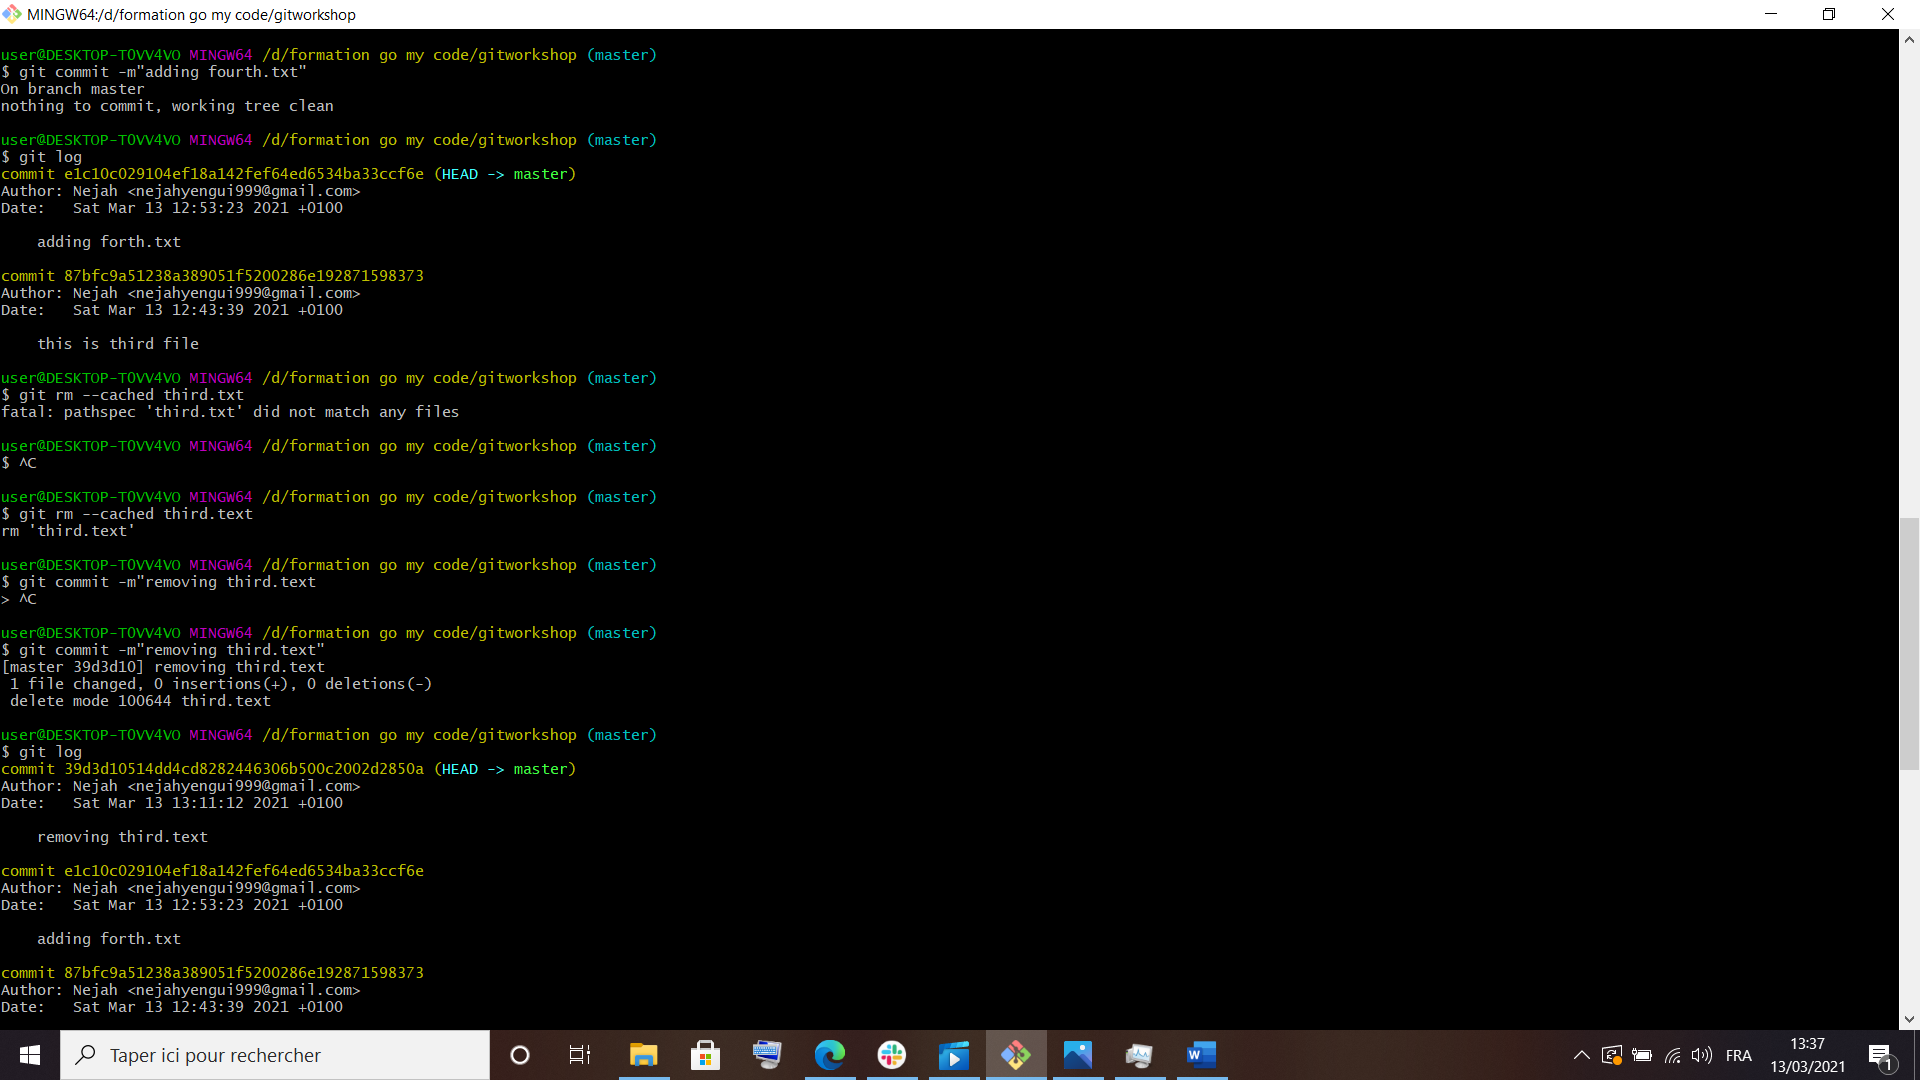 MINGW64:/d/formation go my code/gitworkshop
user@DESKTOP-T0VV4VO MINGW64 /d/formation go my code/gitworkshop (master)
$ git commit -m"adding fourth.txt"
On branch master
nothing to commit, working tree clean
user@DESKTOP-T0VV4VO MINGW64 /d/formation go my code/gitworkshop (master)
$ git log
commit e1c10c029104ef18a142fef64ed6534ba33ccf6e (HEAD -> master)
Author: Nejah <nejahyengui999@gmail.com>
Date:   Sat Mar 13 12:53:23 2021 +0100
    adding forth.txt
commit 87bfc9a51238a389051f5200286e192871598373
Author: Nejah <nejahyengui999@gmail.com>
Date:   Sat Mar 13 12:43:39 2021 +0100
    this is third file
user@DESKTOP-T0VV4VO MINGW64 /d/formation go my code/gitworkshop (master)
$ git rm --cached third.txt
fatal: pathspec 'third.txt' did not match any files
user@DESKTOP-T0VV4VO MINGW64 /d/formation go my code/gitworkshop (master)
$ ^C
user@DESKTOP-T0VV4VO MINGW64 /d/formation go my code/gitworkshop (master)
$ git rm --cached third.text
rm 'third.text'
user@DESKTOP-T0VV4VO MINGW64 /d/formation go my code/gitworkshop (master)
$ git commit -m"removing third.text
> ^C
user@DESKTOP-T0VV4VO MINGW64 /d/formation go my code/gitworkshop (master)
$ git commit -m"removing third.text"
[master 39d3d10] removing third.text
 1 file changed, 0 insertions(+), 0 deletions(-)
 delete mode 100644 third.text
user@DESKTOP-T0VV4VO MINGW64 /d/formation go my code/gitworkshop (master)
$ git log
commit 39d3d10514dd4cd8282446306b500c2002d2850a (HEAD -> master)
Author: Nejah <nejahyengui999@gmail.com>
Date:   Sat Mar 13 13:11:12 2021 +0100
    removing third.text
commit e1c10c029104ef18a142fef64ed6534ba33ccf6e
Author: Nejah <nejahyengui999@gmail.com>
Date:   Sat Mar 13 12:53:23 2021 +0100
    adding forth.txt
commit 87bfc9a51238a389051f5200286e192871598373
Author: Nejah <nejahyengui999@gmail.com>
Date:   Sat Mar 13 12:43:39 2021 +0100
Taper ici pour rechercher
W
FRA
13:37
13/03/2021
1